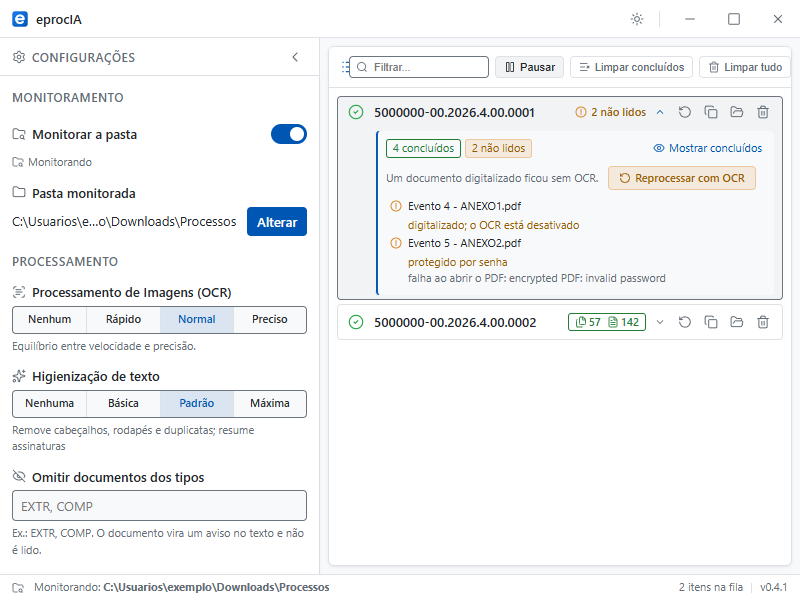 eprocIA
CONFIGURAÇÕES
MONITORAMENTO
Monitorar a pasta
Monitorando
Pasta monitorada
C:\Usuarios\e...o\Downloads\Processos
Alterar
PROCESSAMENTO
Processamento de Imagens (OCR)
Nenhum Rápido Normal Preciso
Equilíbrio entre velocidade e precisão.
Higienização de texto
Nenhuma Básica Padrão Máxima
Remove cabeçalhos, rodapés e duplicatas; resume
assinaturas
Omitir documentos dos tipos
EXTR, COMP
Ex.: EXTR, COMP. O documento vira um aviso no texto e não
é lido.
Filtrar...
Pausar
Limpar concluídos
Limpar tudo
5000000-00.2026.4.00.0001 2 não lidos
4 concluídos 2 não lidos Mostrar concluídos
Um documento digitalizado ficou sem OCR. Reprocessar com OCR
Evento 4 - ANEXO1.pdf
digitalizado; o OCR está desativado
Evento 5 - ANEXO2.pdf
protegido por senha
falha ao abrir o PDF: encrypted PDF: invalid password
5000000-00.2026.4.00.0002 57 142
Monitorando: C:\Usuarios\exemplo\Downloads\Processos
2 itens na fila v0.4.1